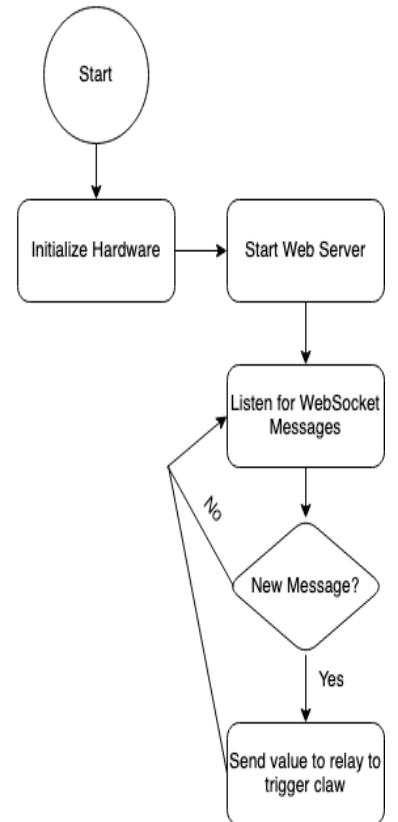 Start
Initialize Hardware
Start Web Server
Listen for WebSocket
Messages
No
New Message?
Yes
Send value to relay to
trigger claw